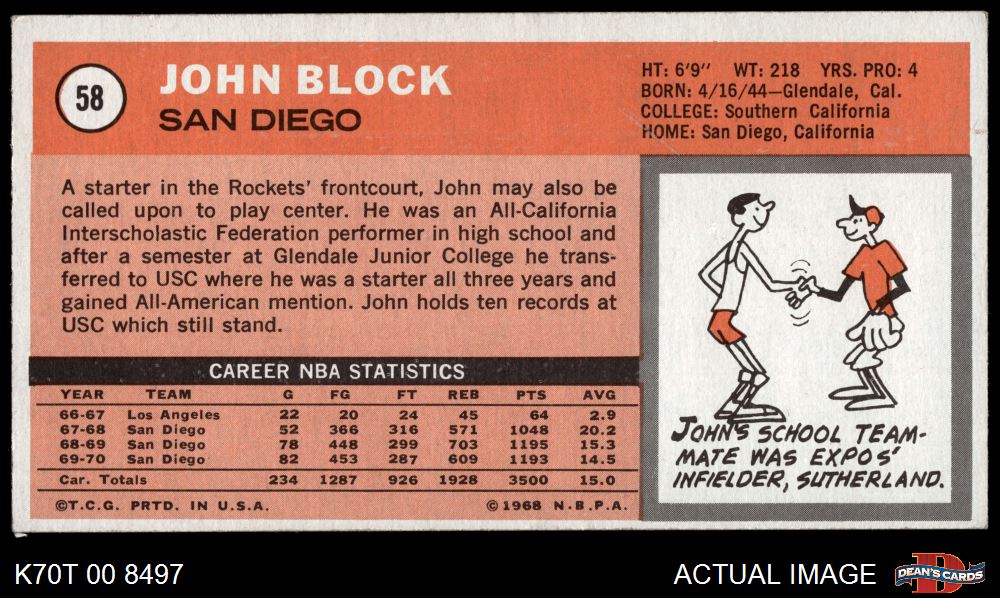 58
JOHN BLOCK
SAN DIEGO
HT: 6'9" WT: 218 YRS. PRO: 4
BORN: 4/16/44—Glendale, Cal.
COLLEGE: Southern California
HOME: San Diego, California
A starter in the Rockets' frontcourt, John may also be
called upon to play center. He was an All-California
Interscholastic Federation performer in high school and
after a semester at Glendale Junior College he trans-
ferred to USC where he was a starter all three years and
gained All-American mention. John holds ten records at
USC which still stand.
CAREER NBA STATISTICS
YEAR TEAM G FG FT REB PTS AVG
66-67 Los Angeles 22 20 24 45 64 2.9
67-68 San Diego 52 366 316 571 1048 20.2
68-69 San Diego 78 448 299 703 1195 15.3
69-70 San Diego 82 453 287 609 1193 14.5
Car. Totals 234 1287 926 1928 3500 15.0
©T.C.G. PRTD. IN U.S.A. ©1968 N.B.P.A.
JOHN'S SCHOOL TEAM-
MATE WAS EXPOS'
INFIELDER, SUTHERLAND.
K70T 00 8497
ACTUAL IMAGE
D
DEAN'S CARDS